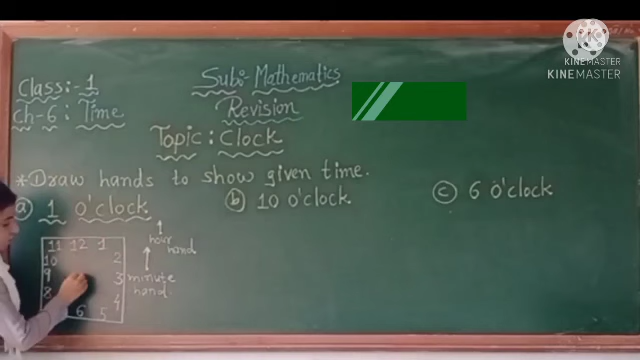 Class:-1
Sub:- Mathematics
Ch-6: Time
Revision
Topic: Clock
*Draw hands to show given time.
(a) 1 O'clock
(b) 10 O'clock
(c) 6 O'clock
hour hand
minute hand
11 12 1
10 2
9 3
8 4
6 5
KINEMASTER
KINEMASTER